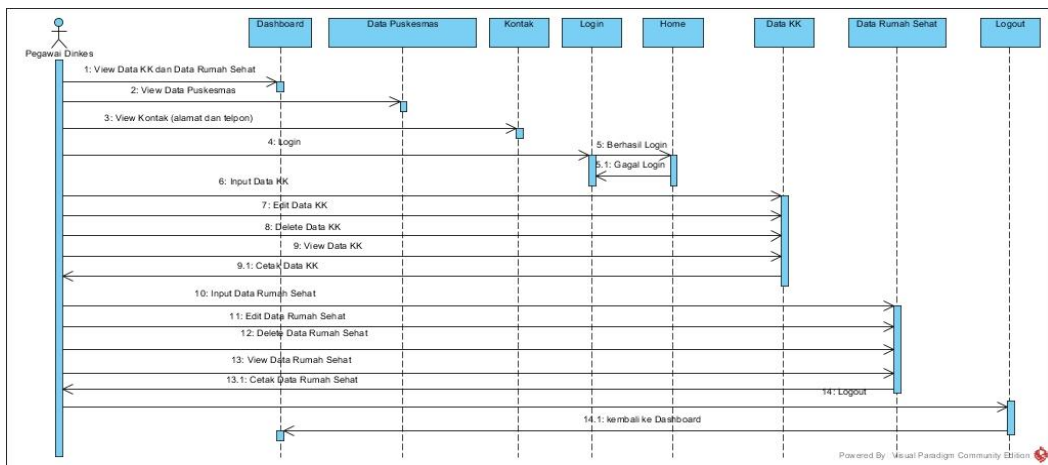 Dashboard
Data Puskesmas
Kontak
Login
Home
Data KK
Data Rumah Sehat
Logout
Pegawai Dinkes
1: View Data KK dan Data Rumah Sehat
2: View Data Puskesmas
3: View Kontak (alamat dan telpon)
4: Login
5: Berhasil Login
5.1: Gagal Login
6: Input Data KK
7: Edit Data KK
8: Delete Data KK
9: View Data KK
9.1: Cetak Data KK
10: Input Data Rumah Sehat
11: Edit Data Rumah Sehat
12: Delete Data Rumah Sehat
13: View Data Rumah Sehat
13.1: Cetak Data Rumah Sehat
14: Logout
14.1: kembali ke Dashboard
Powered By Visual Paradigm Community Edition